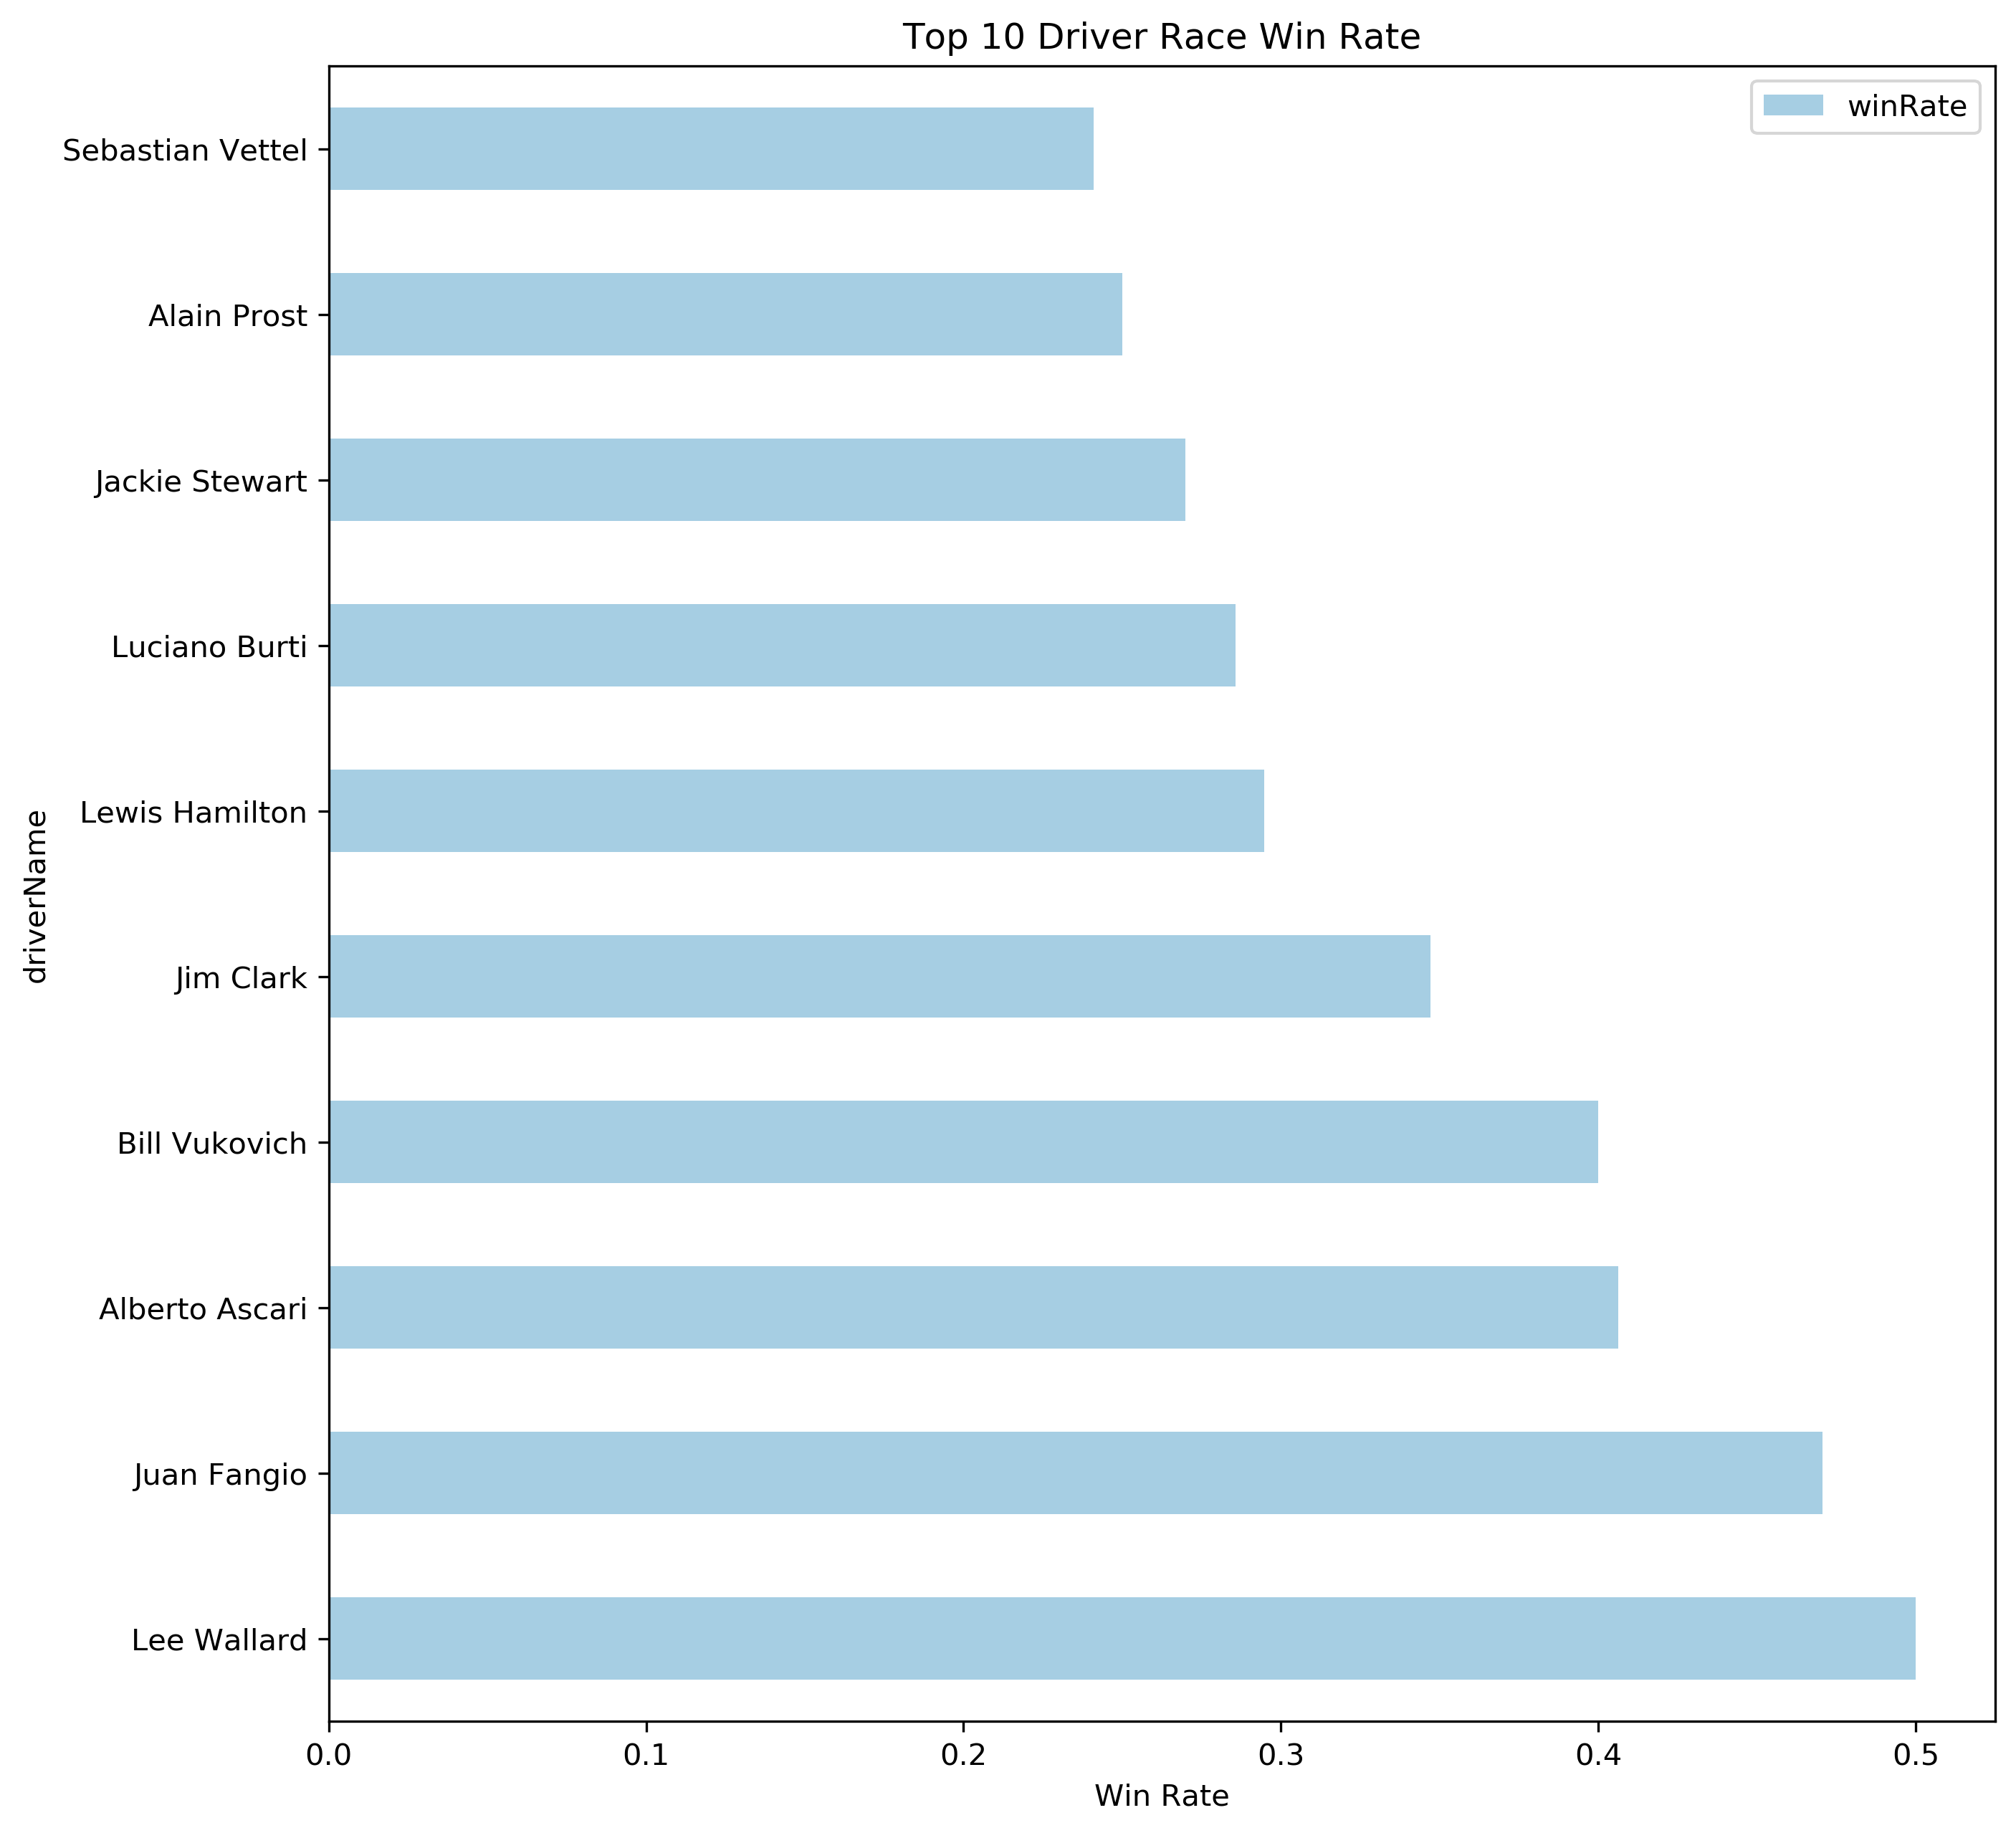 Top 10 Driver Race Win Rate
winRate
Sebastian Vettel
Alain Prost
Jackie Stewart
Luciano Burti
Lewis Hamilton
driverName
Jim Clark
Bill Vukovich
Alberto Ascari
Juan Fangio
Lee Wallard
0.0 0.1 0.2 0.3 0.4 0.5
Win Rate